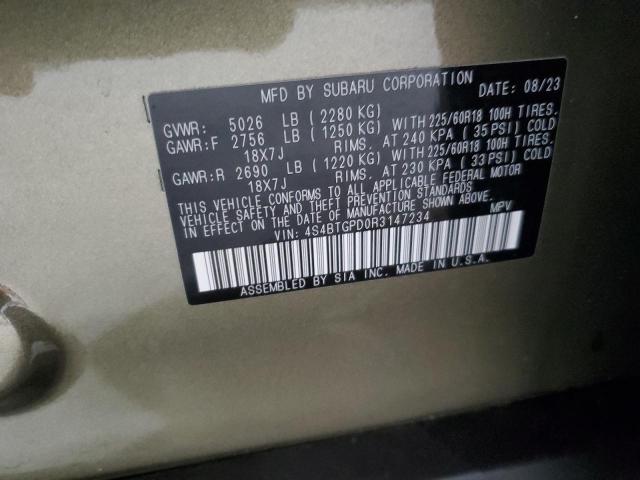 MFD BY SUBARU CORPORATION DATE: 08/23
GVWR: 5026 LB (2280 KG)
GAWR:F 2756 LB (1250 KG) WITH 225/60R18 100H TIRES.
18X7J RIMS. AT 240 KPA (35 PSI) COLD
GAWR:R 2690 LB (1220 KG) WITH 225/60R18 100H TIRES.
18X7J RIMS. AT 230 KPA (33 PSI) COLD
THIS VEHICLE CONFORMS TO ALL APPLICABLE FEDERAL MOTOR
VEHICLE SAFETY AND THEFT PREVENTION STANDARDS
IN EFFECT ON THE DATE OF MANUFACTURE SHOWN ABOVE.
VIN: 4S4BTGPD0R3147234 MPV
ASSEMBLED BY SIA INC. MADE IN U.S.A.